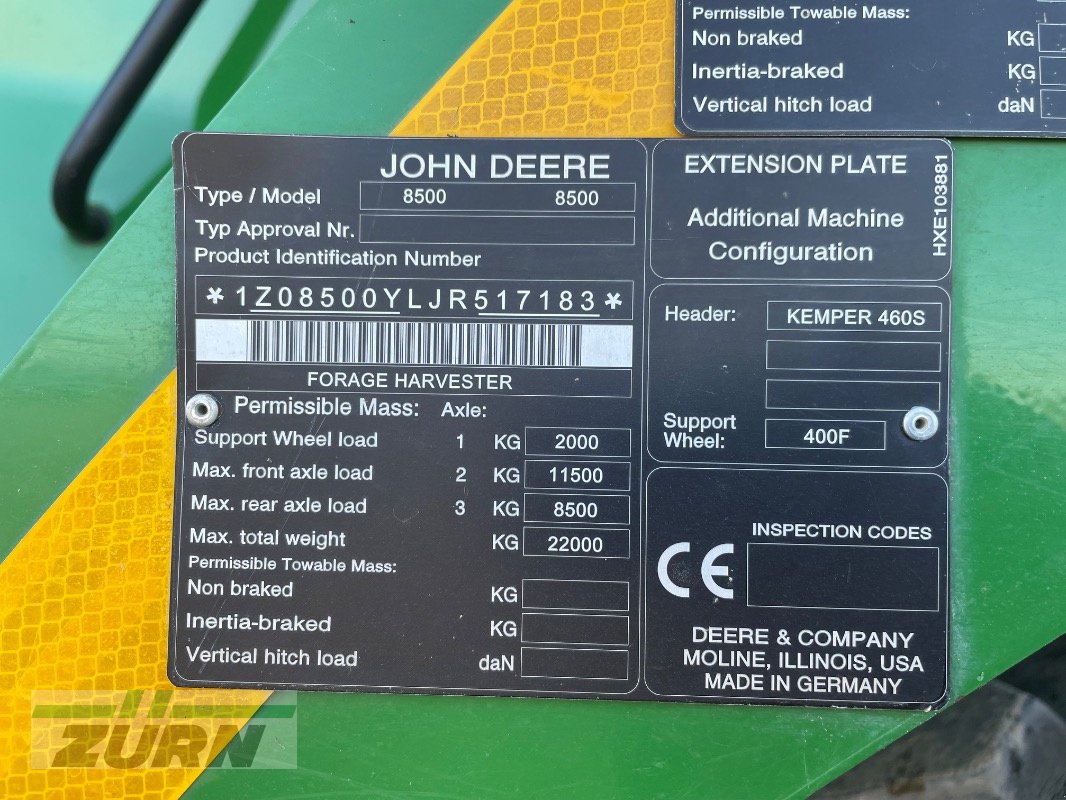 Permissible Towable Mass:
Non braked KG
Inertia-braked KG
Vertical hitch load daN
JOHN DEERE
Type / Model 8500 8500
Typ Approval Nr.
Product Identification Number
*1Z08500YLJR517183*
FORAGE HARVESTER
Permissible Mass: Axle:
Support Wheel load 1 KG 2000
Max. front axle load 2 KG 11500
Max. rear axle load 3 KG 8500
Max. total weight KG 22000
Permissible Towable Mass:
Non braked KG
Inertia-braked KG
Vertical hitch load daN
EXTENSION PLATE
Additional Machine
Configuration
HXE103881
Header: KEMPER 460S
Support
Wheel: 400F
INSPECTION CODES
CE
DEERE & COMPANY
MOLINE, ILLINOIS, USA
MADE IN GERMANY
ZÜRN